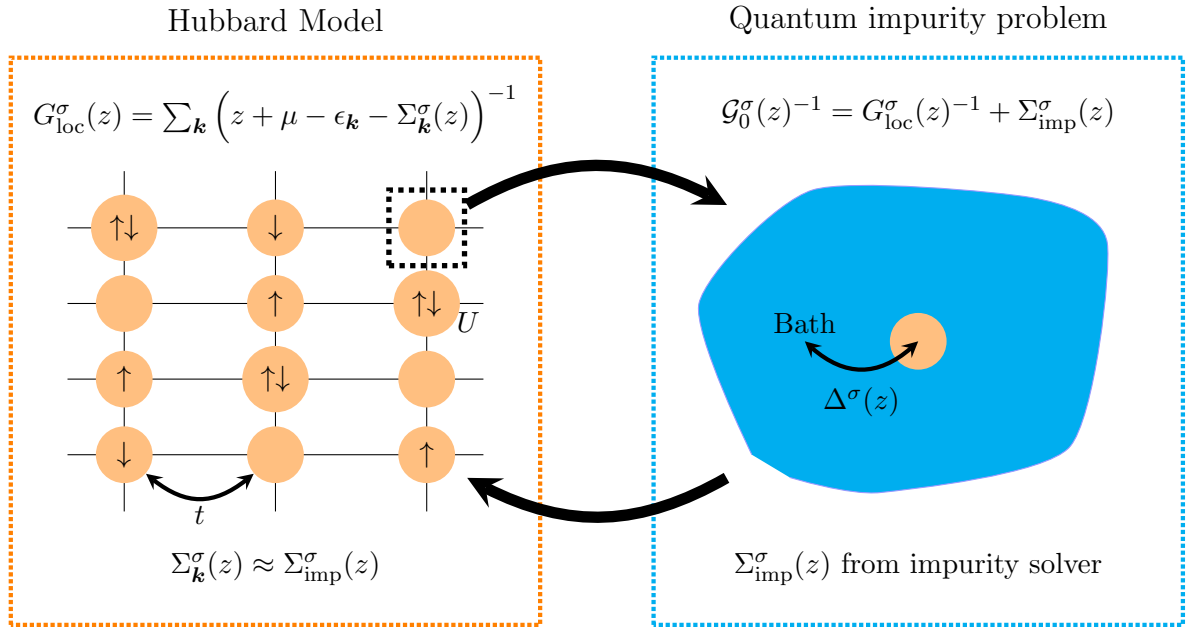 Hubbard Model
Quantum impurity problem
G^σ_loc(z) = ∑_𝒌 (z + μ − ϵ_𝒌 − Σ^σ_𝒌(z))^−1
𝒢^σ_0(z)^−1 = G^σ_loc(z)^−1 + Σ^σ_imp(z)
↑↓ ↓
↑ ↑↓
U
Bath
↑ ↑↓
Δ^σ(z)
↓ ↑
t
Σ^σ_𝒌(z) ≈ Σ^σ_imp(z)
Σ^σ_imp(z) from impurity solver